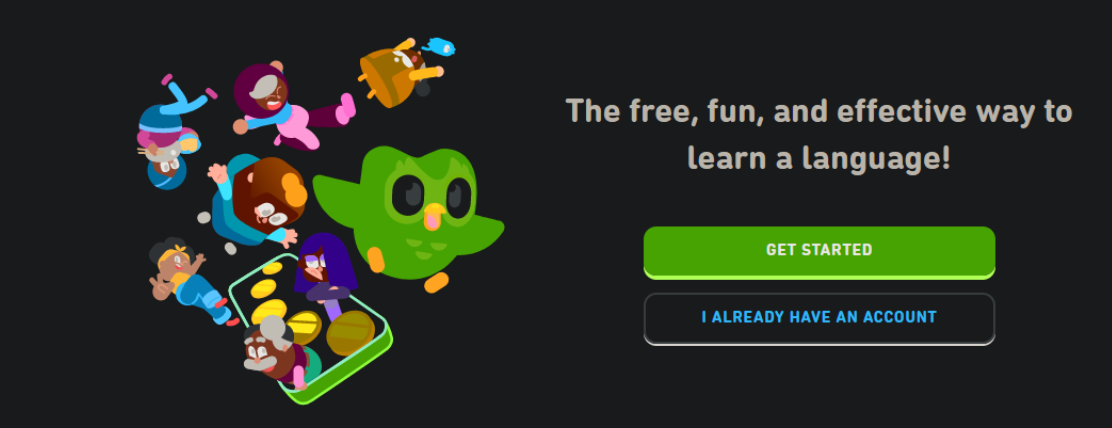 The free, fun, and effective way to
learn a language!
GET STARTED
I ALREADY HAVE AN ACCOUNT